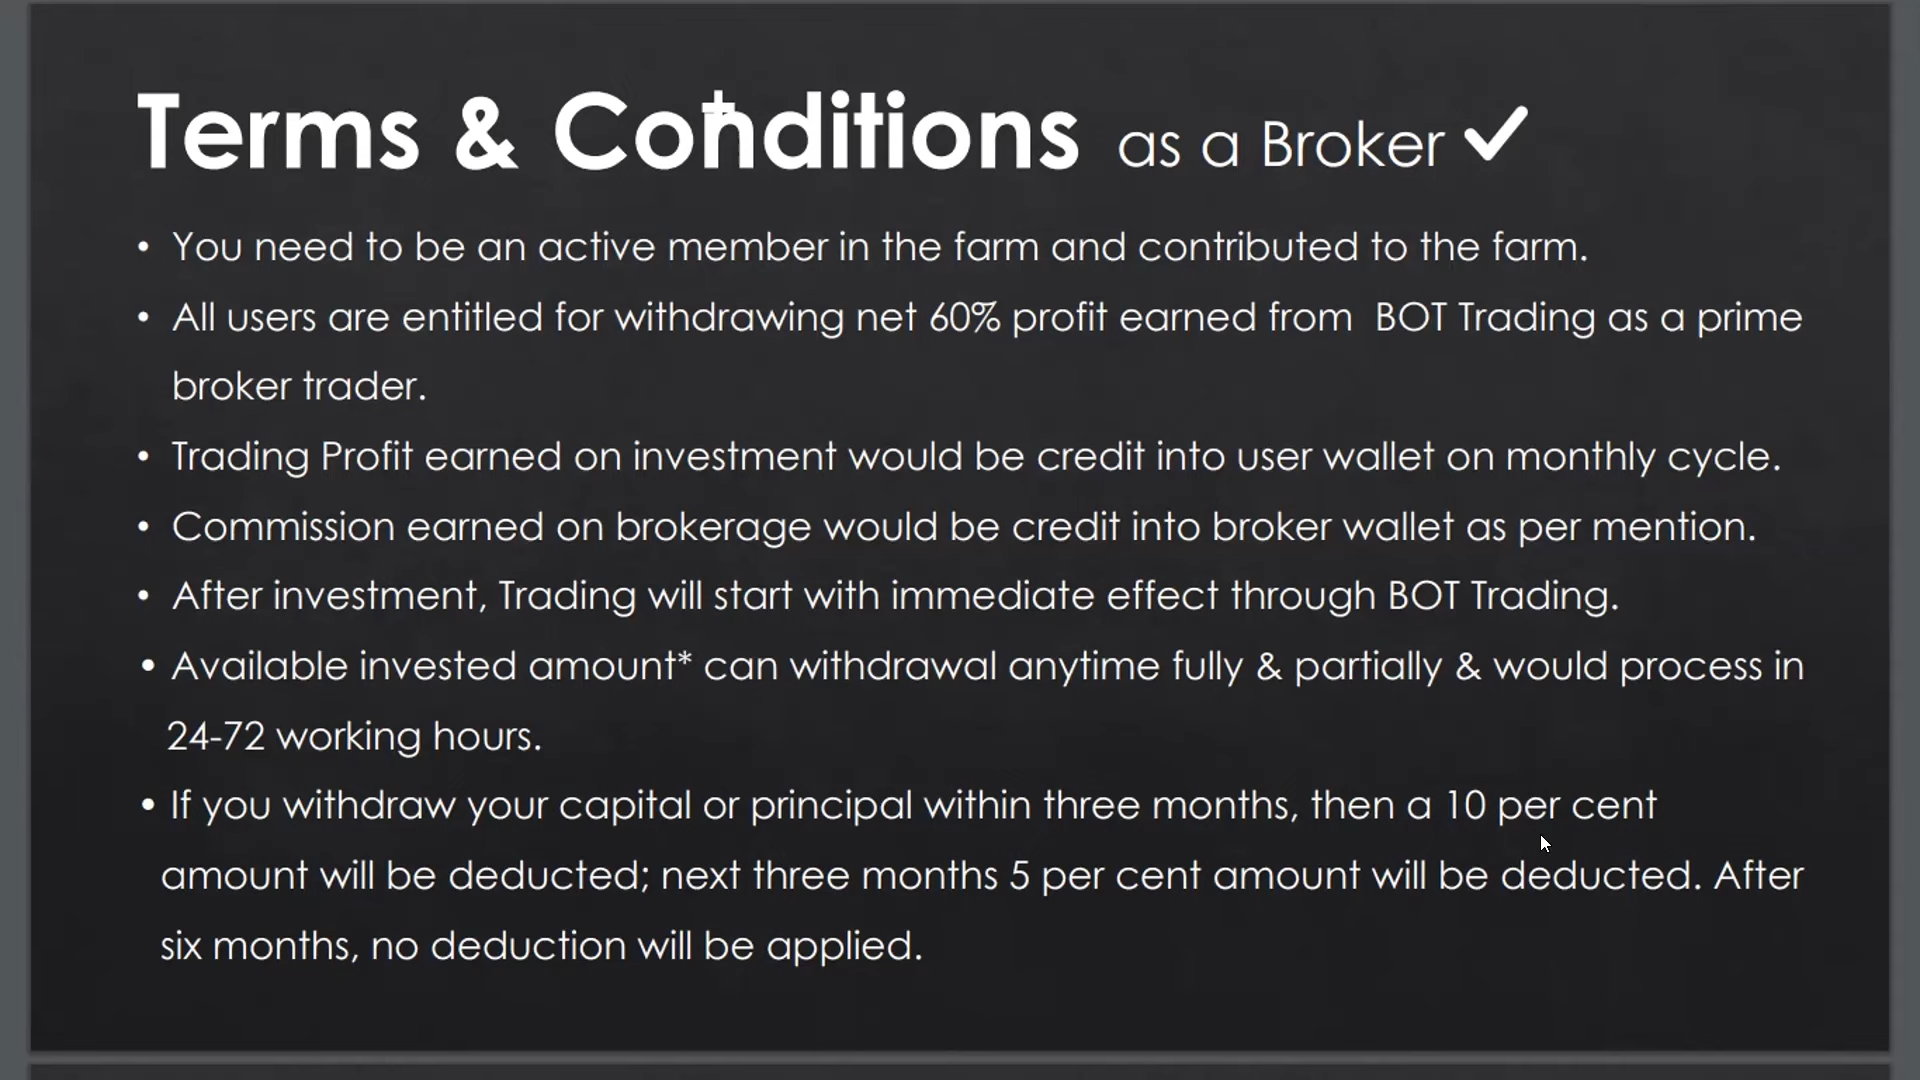 Terms & Conditions as a Broker ✓
• You need to be an active member in the farm and contributed to the farm.
• All users are entitled for withdrawing net 60% profit earned from BOT Trading as a prime
broker trader.
• Trading Profit earned on investment would be credit into user wallet on monthly cycle.
• Commission earned on brokerage would be credit into broker wallet as per mention.
• After investment, Trading will start with immediate effect through BOT Trading.
• Available invested amount* can withdrawal anytime fully & partially & would process in
24-72 working hours.
• If you withdraw your capital or principal within three months, then a 10 per cent
amount will be deducted; next three months 5 per cent amount will be deducted. After
six months, no deduction will be applied.